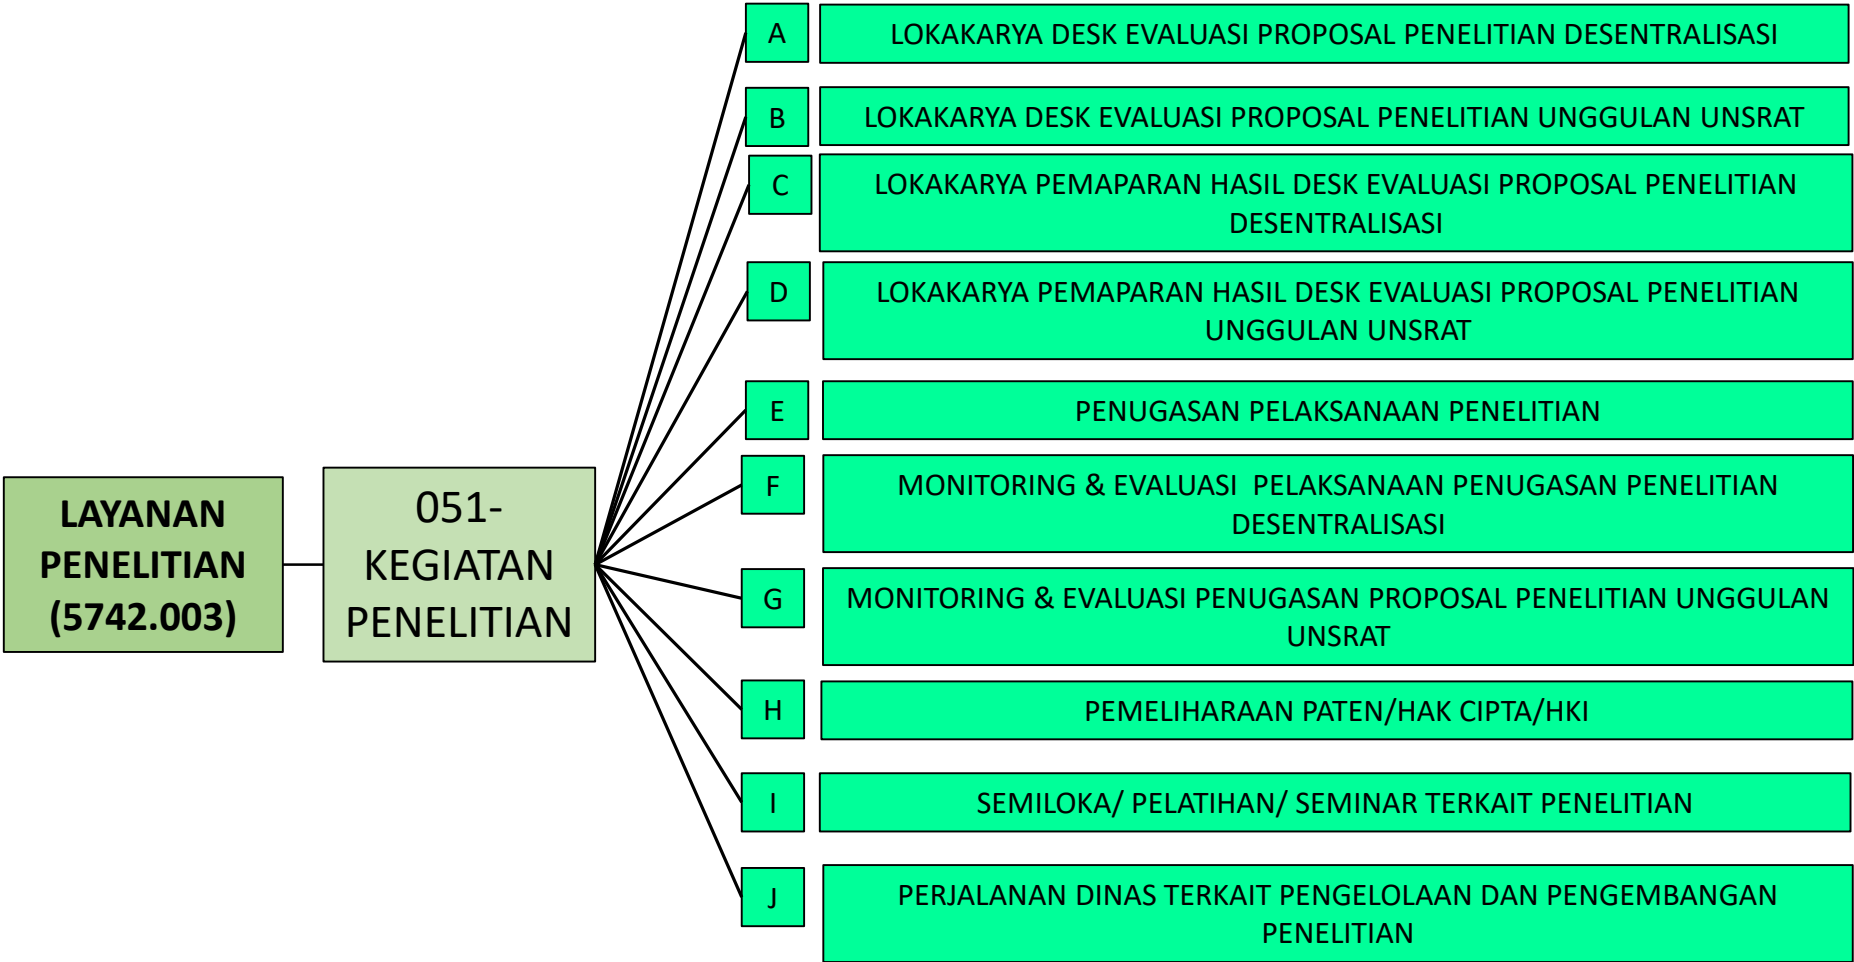 LAYANAN
PENELITIAN
(5742.003)
051-
KEGIATAN
PENELITIAN
A
LOKAKARYA DESK EVALUASI PROPOSAL PENELITIAN DESENTRALISASI
B
LOKAKARYA DESK EVALUASI PROPOSAL PENELITIAN UNGGULAN UNSRAT
C
LOKAKARYA PEMAPARAN HASIL DESK EVALUASI PROPOSAL PENELITIAN
DESENTRALISASI
D
LOKAKARYA PEMAPARAN HASIL DESK EVALUASI PROPOSAL PENELITIAN
UNGGULAN UNSRAT
E
PENUGASAN PELAKSANAAN PENELITIAN
F
MONITORING & EVALUASI PELAKSANAAN PENUGASAN PENELITIAN
DESENTRALISASI
G
MONITORING & EVALUASI PENUGASAN PROPOSAL PENELITIAN UNGGULAN
UNSRAT
H
PEMELIHARAAN PATEN/HAK CIPTA/HKI
I
SEMILOKA/ PELATIHAN/ SEMINAR TERKAIT PENELITIAN
J
PERJALANAN DINAS TERKAIT PENGELOLAAN DAN PENGEMBANGAN
PENELITIAN